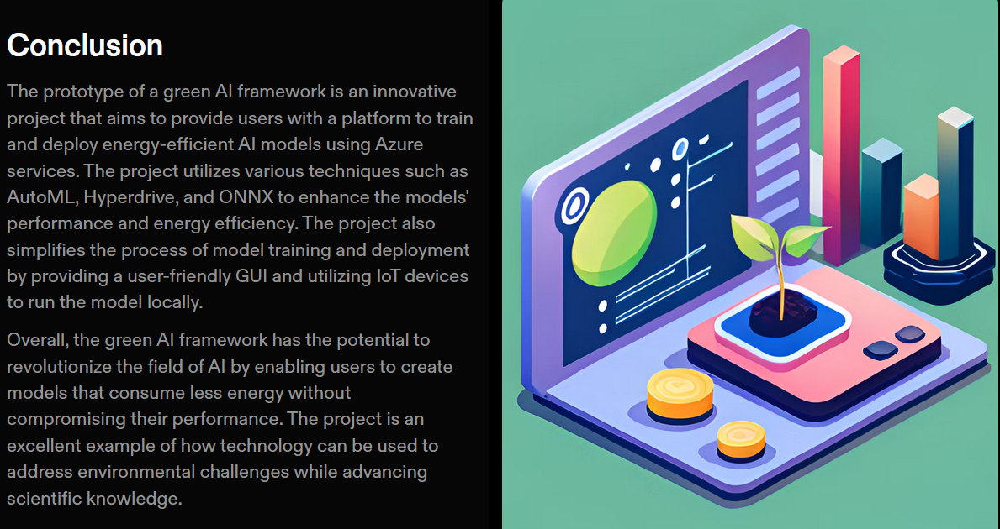 Conclusion
The prototype of a green AI framework is an innovative
project that aims to provide users with a platform to train
and deploy energy-efficient AI models using Azure
services. The project utilizes various techniques such as
AutoML, Hyperdrive, and ONNX to enhance the models'
performance and energy efficiency. The project also
simplifies the process of model training and deployment
by providing a user-friendly GUI and utilizing IoT devices
to run the model locally.
Overall, the green AI framework has the potential to
revolutionize the field of AI by enabling users to create
models that consume less energy without
compromising their performance. The project is an
excellent example of how technology can be used to
address environmental challenges while advancing
scientific knowledge.